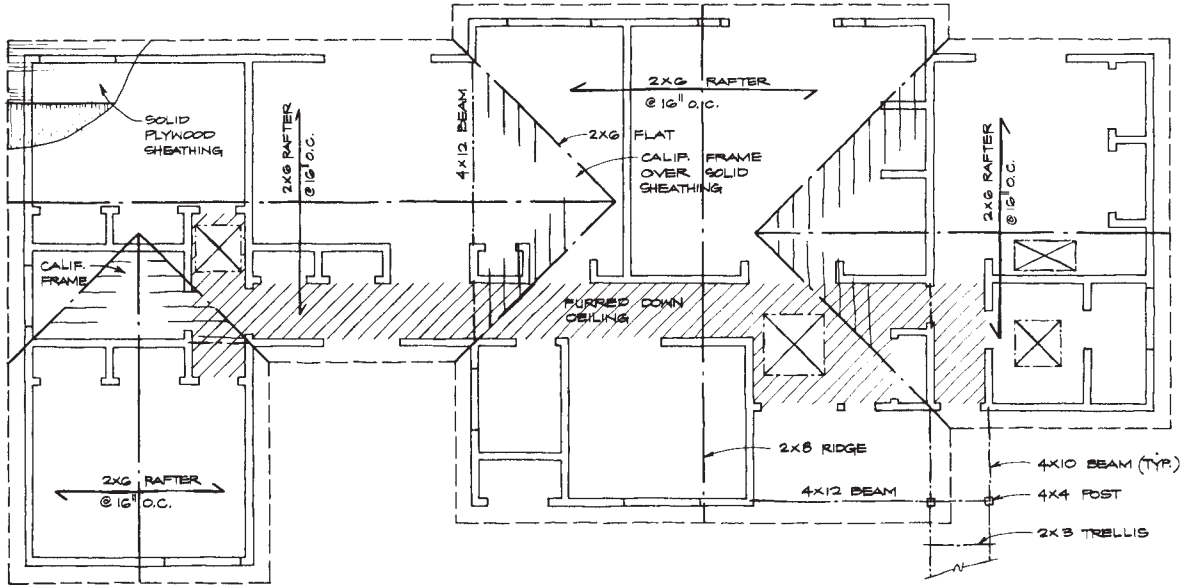 2X6 RAFTER
@ 16" O.C.
SOLID
PLYWOOD
SHEATHING
2X6 RAFTER
@ 16" O.C.
4X12 BEAM
2X6 FLAT
CALIF. FRAME
OVER SOLID
SHEATHING
2X6 RAFTER
@ 16" O.C.
CALIF.
FRAME
FURRED DOWN
CEILING
2X8 RIDGE
4X10 BEAM (TYP.)
2X6 RAFTER
@ 16" O.C.
4X12 BEAM
4X4 POST
2X3 TRELLIS